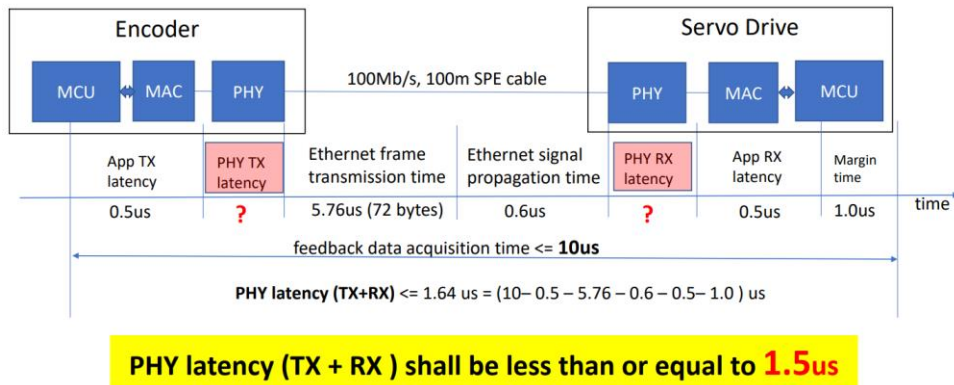 Encoder
Servo Drive
MCU
MAC
PHY
100Mb/s, 100m SPE cable
PHY
MAC
MCU
App TX
latency
PHY TX
latency
Ethernet frame
transmission time
Ethernet signal
propagation time
PHY RX
latency
App RX
latency
Margin
time
time
0.5us
?
5.76us (72 bytes)
0.6us
?
0.5us
1.0us
feedback data acquisition time <= 10us
PHY latency (TX+RX) <= 1.64 us = (10– 0.5 – 5.76 – 0.6 – 0.5– 1.0 ) us
PHY latency (TX + RX ) shall be less than or equal to 1.5us